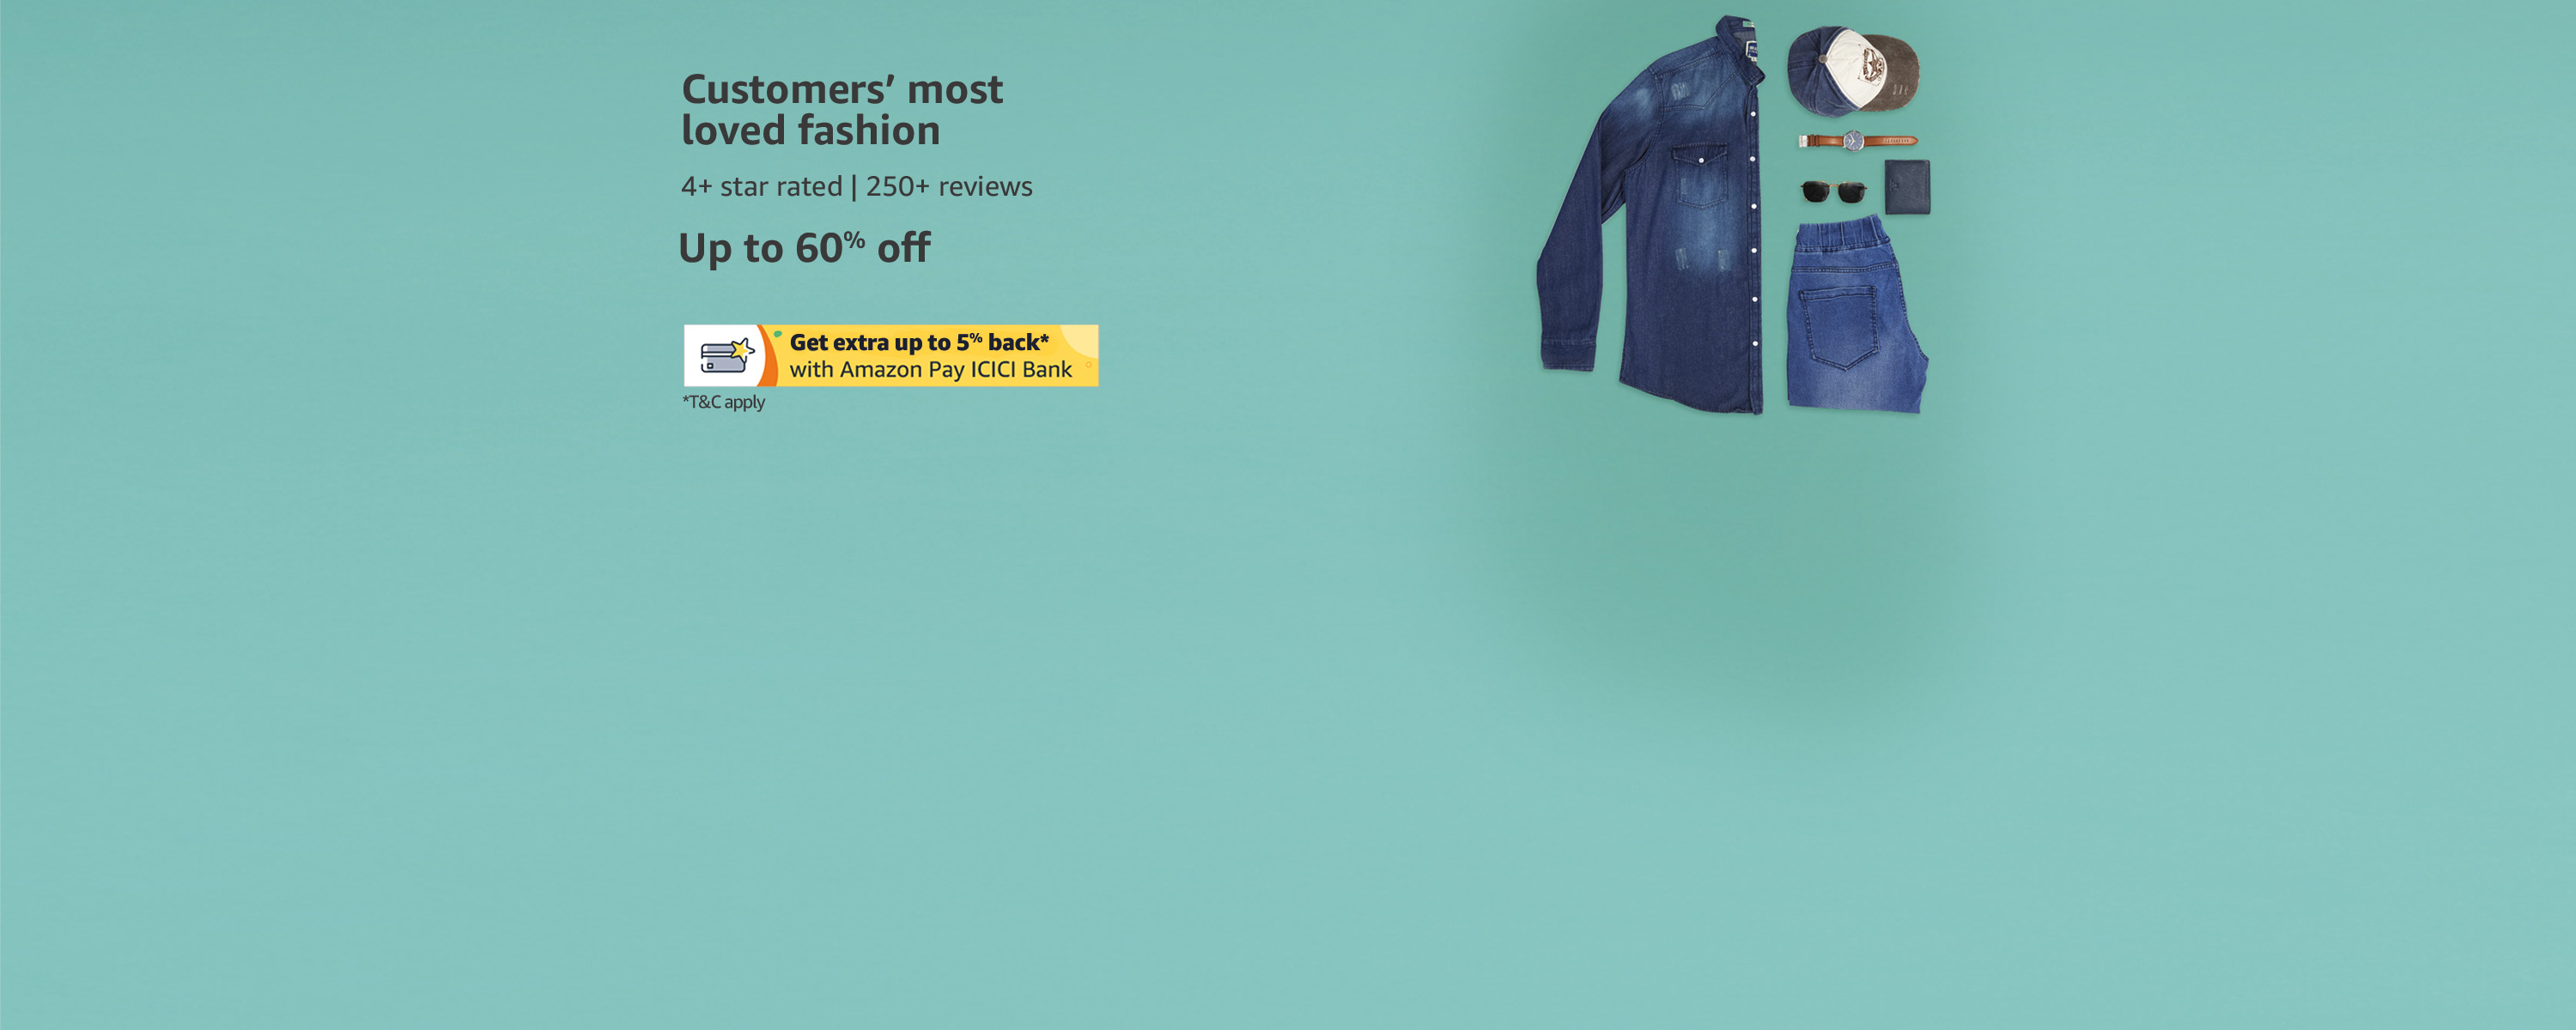 Customers’ most
loved fashion
4+ star rated | 250+ reviews
Up to 60% off
Get extra up to 5% back*
with Amazon Pay ICICI Bank
*T&C apply